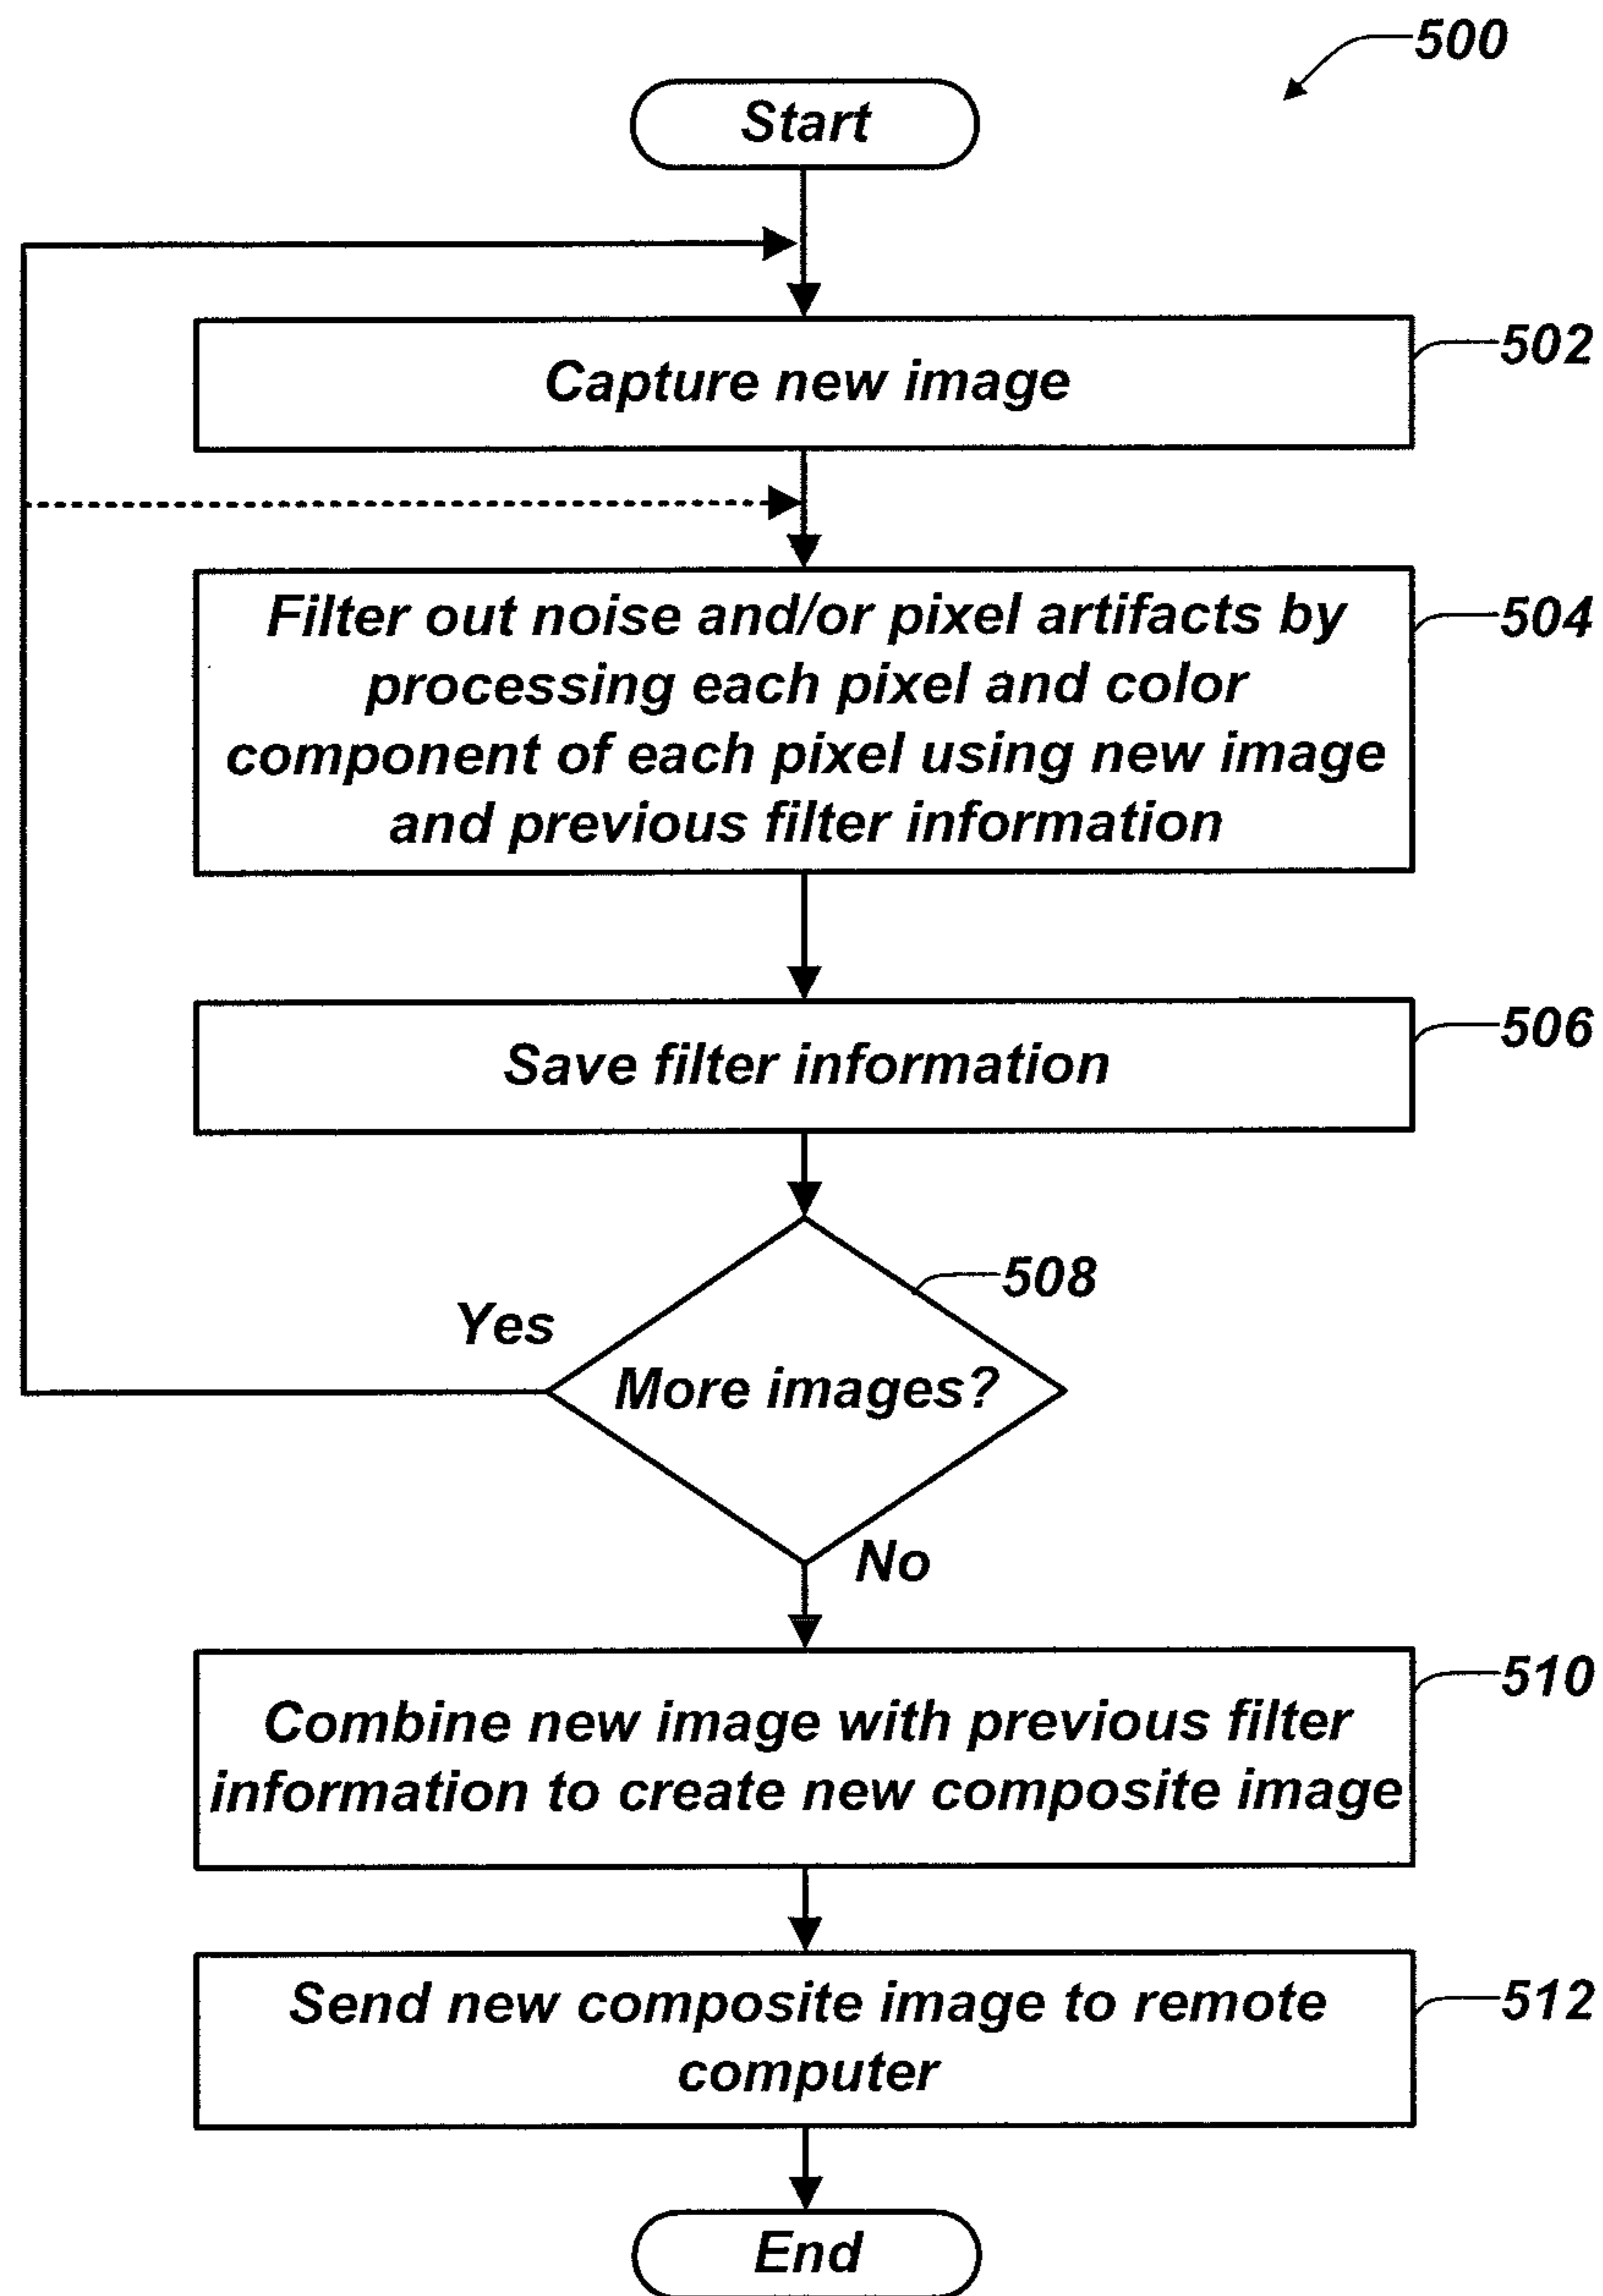 500
Start
Capture new image
502
Filter out noise and/or pixel artifacts by
processing each pixel and color
component of each pixel using new image
and previous filter information
504
Save filter information
506
508
Yes
More images?
No
Combine new image with previous filter
information to create new composite image
510
Send new composite image to remote
computer
512
End